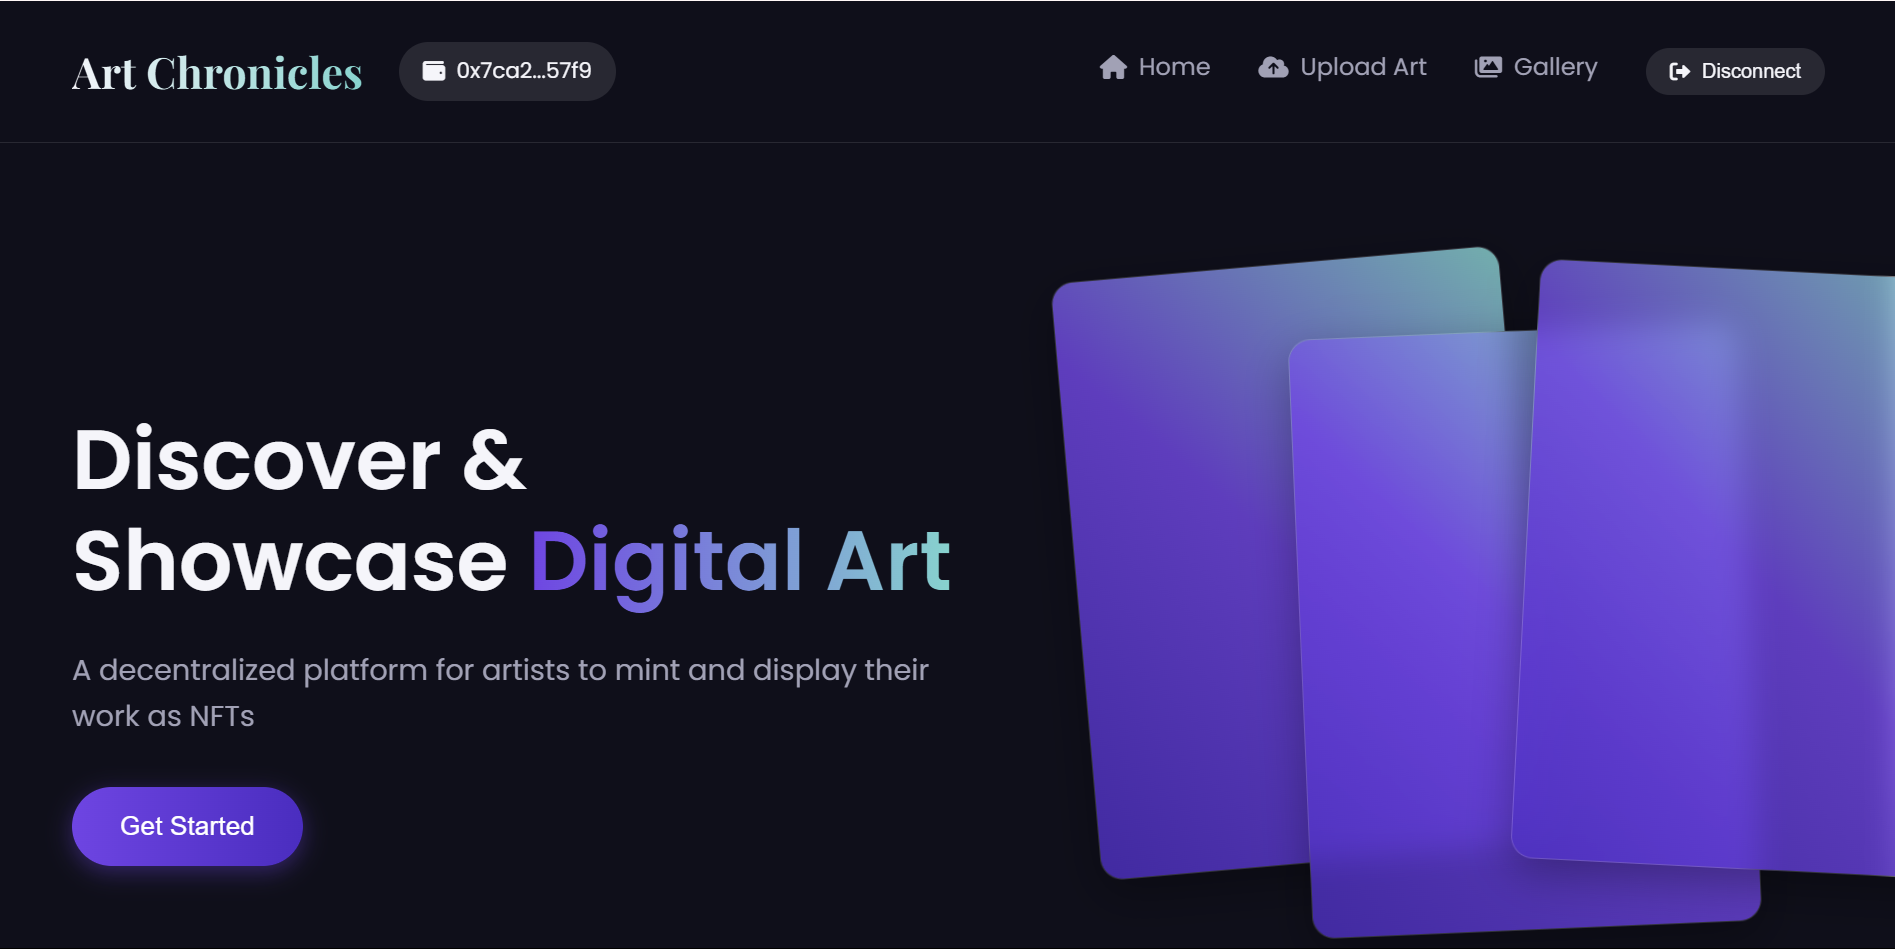 Art Chronicles
0x7ca2...57f9
Home
Upload Art
Gallery
Disconnect
Discover &
Showcase Digital Art
A decentralized platform for artists to mint and display their
work as NFTs
Get Started